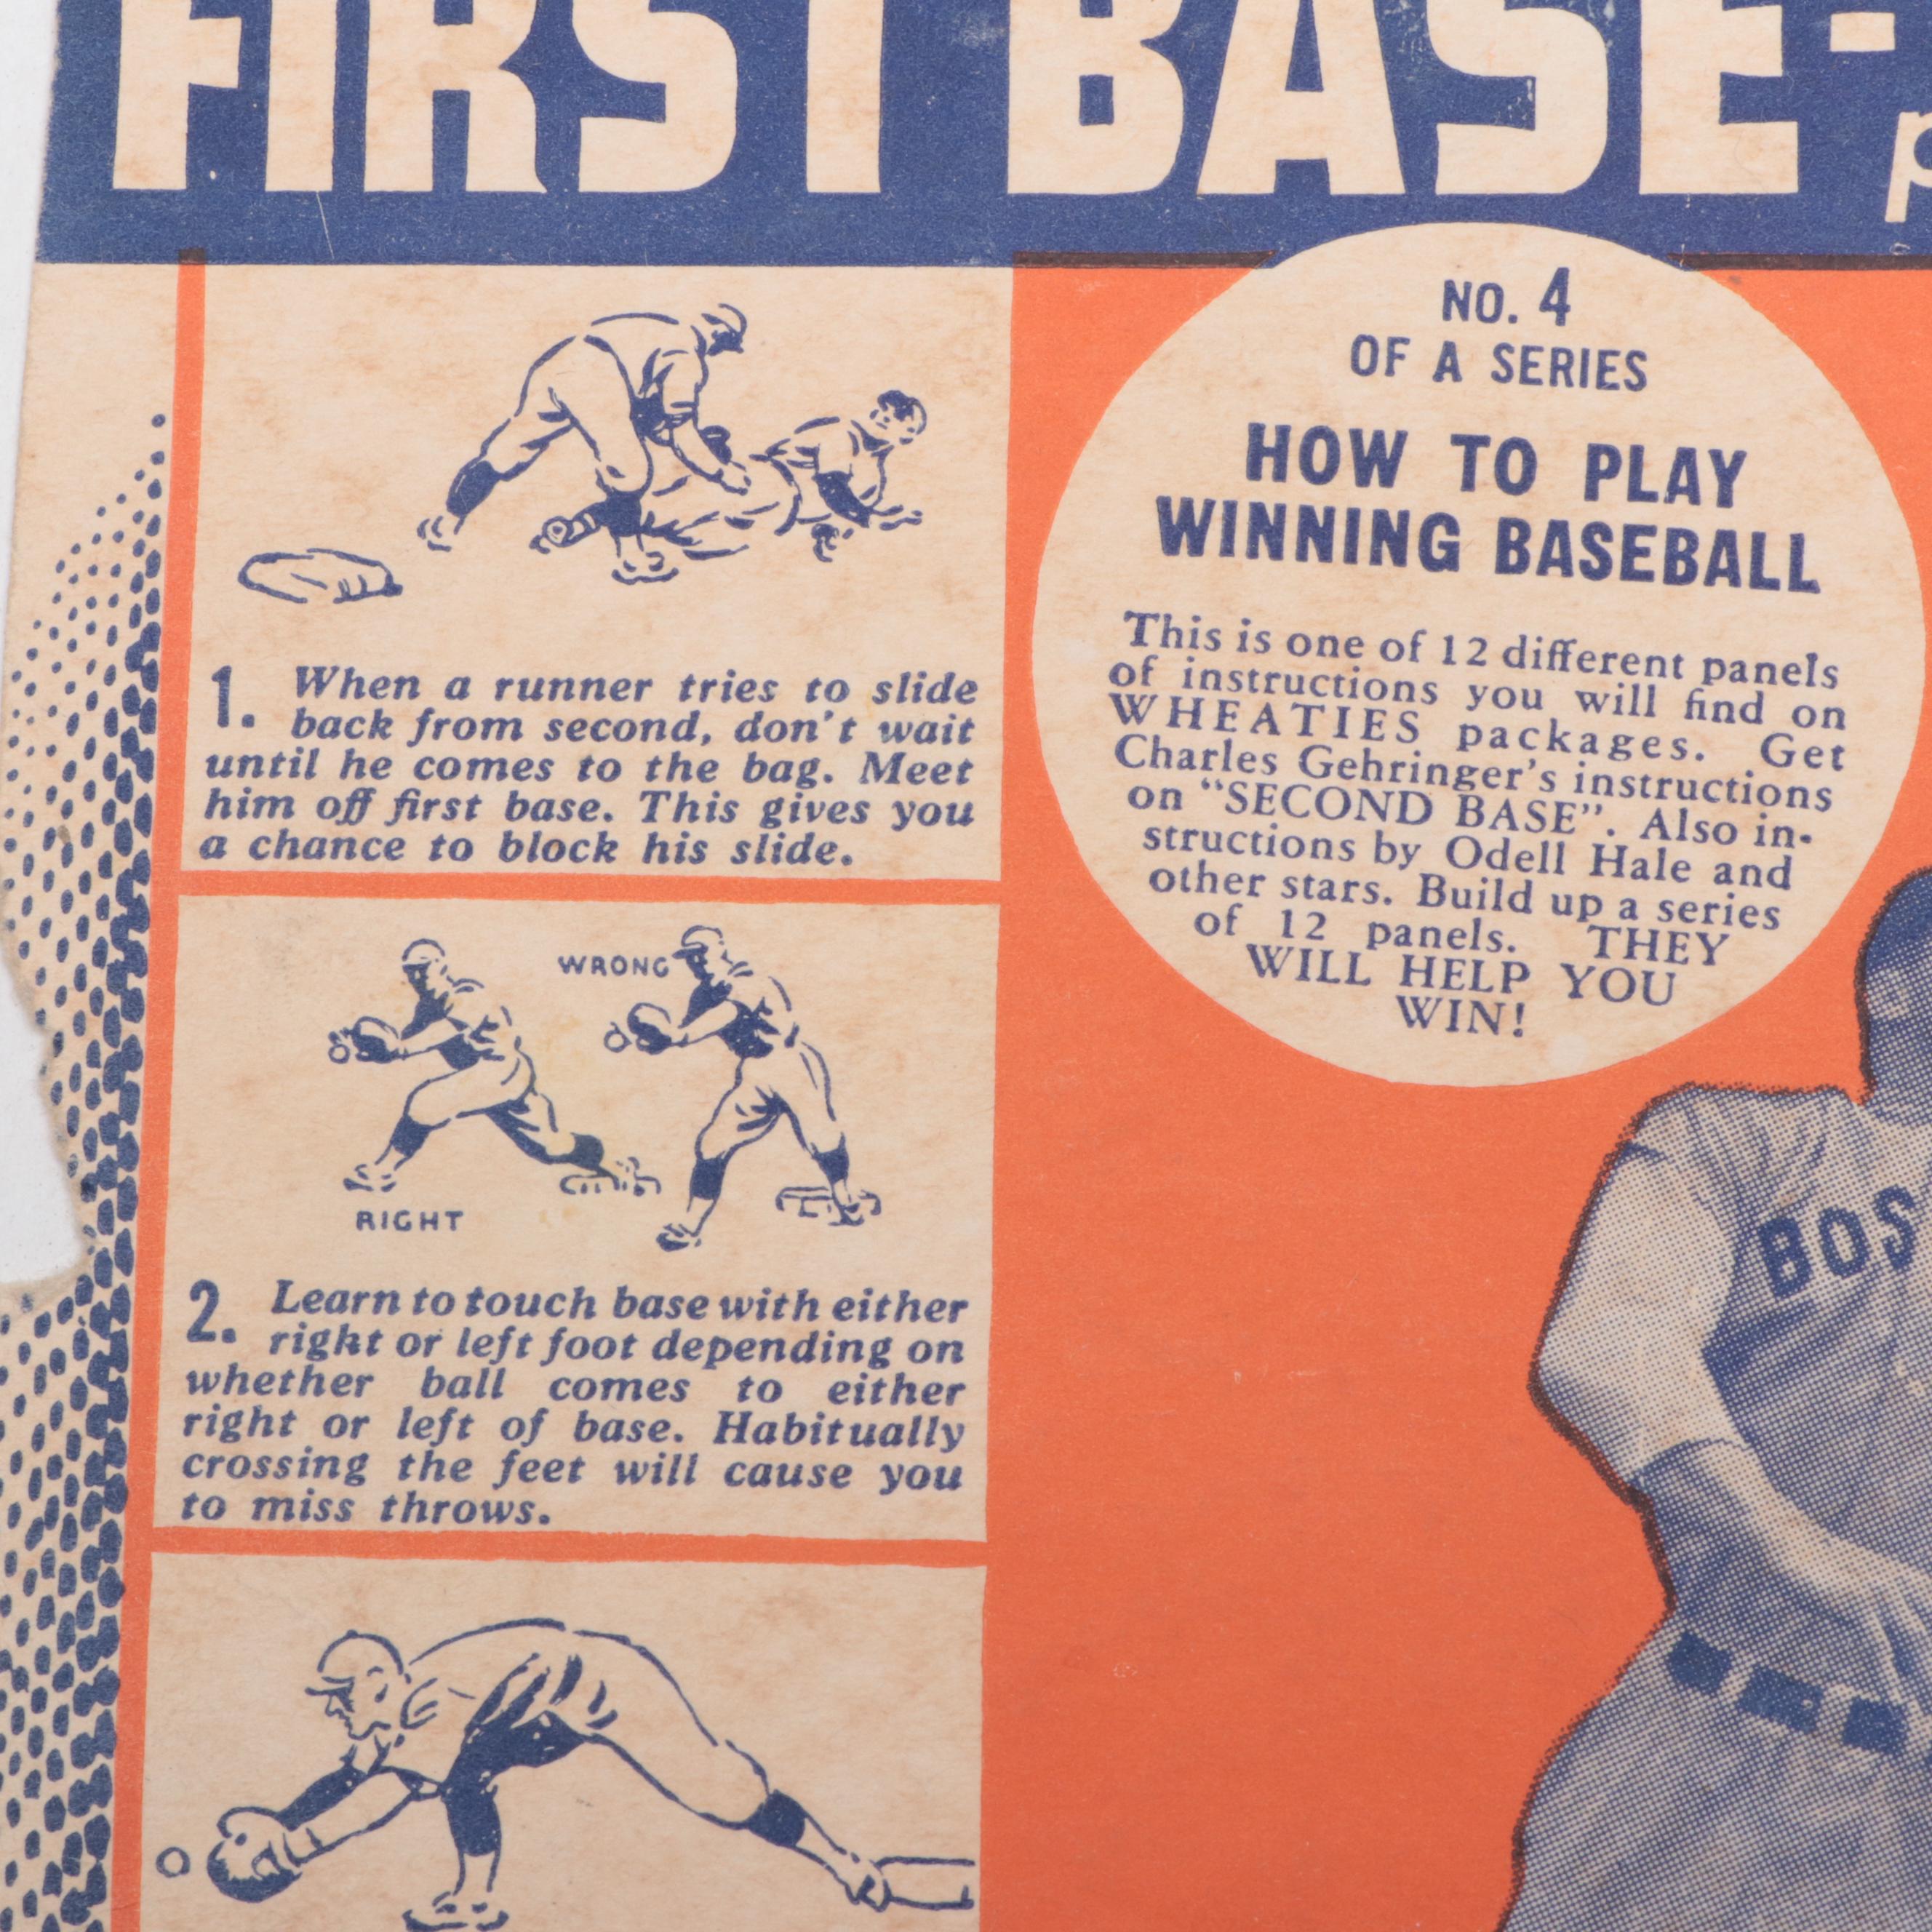 FIRST BASE-
NO. 4
OF A SERIES
HOW TO PLAY
WINNING BASEBALL
This is one of 12 different panels
of instructions you will find on
WHEATIES packages. Get
Charles Gehringer's instructions
on "SECOND BASE". Also in-
structions by Odell Hale and
other stars. Build up a series
of 12 panels. THEY
WILL HELP YOU
WIN!
1. When a runner tries to slide
back from second, don't wait
until he comes to the bag. Meet
him off first base. This gives you
a chance to block his slide.
WRONG
RIGHT
2. Learn to touch base with either
right or left foot depending on
whether ball comes to either
right or left of base. Habitually
crossing the feet will cause you
to miss throws.
BOS